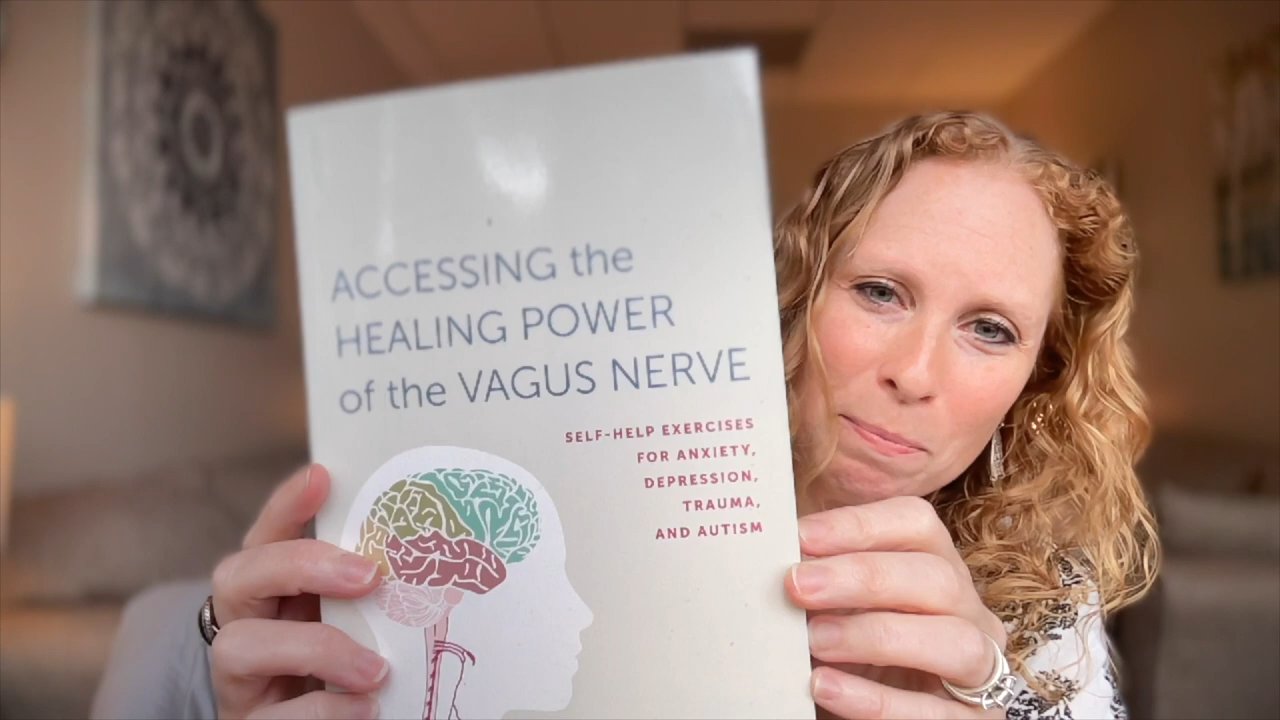 ACCESSING the
HEALING POWER
of the VAGUS NERVE
SELF-HELP EXERCISES
FOR ANXIETY,
DEPRESSION,
TRAUMA,
AND AUTISM